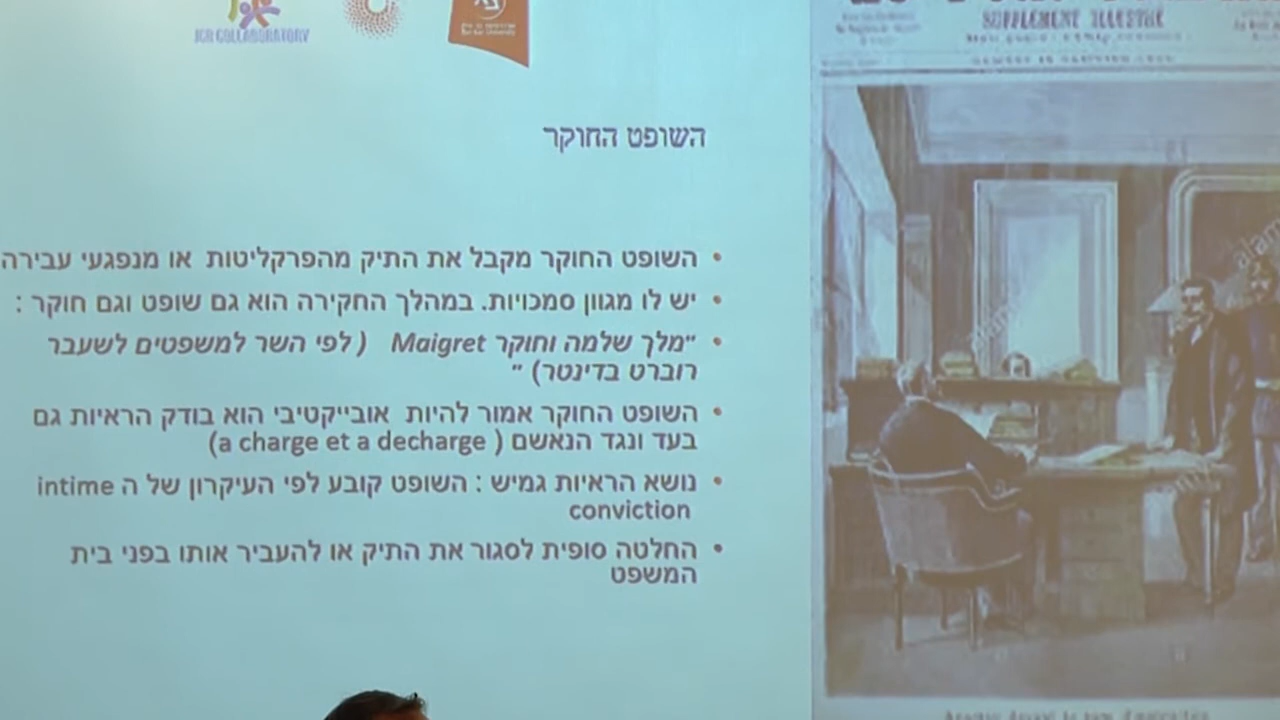 JCR COLLABORATORY
SUPPLÉMENT ILLUSTRÉ
השופט החוקר
• השופט החוקר מקבל את התיק מהפרקליטות או מנפגעי עבירה
• יש לו מגוון סמכויות. במהלך החקירה הוא גם שופט וגם חוקר :
• "מלך שלמה וחוקר Maigret ( לפי השר למשפטים לשעבר
רוברט בדינטר) "
• השופט החוקר אמור להיות אובייקטיבי הוא בודק הראיות גם
בעד ונגד הנאשם ( a charge et a decharge)
• נושא הראיות גמיש : השופט קובע לפי העיקרון של ה intime
conviction
• החלטה סופית לסגור את התיק או להעביר אותו בפני בית
המשפט
alamy